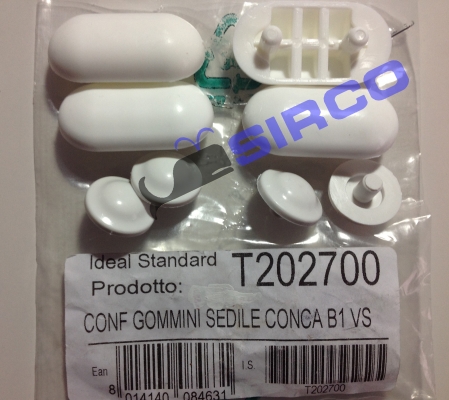 SIRCO
Ideal Standard T202700
Prodotto:
CONF GOMMINI SEDILE CONCA B1 VS
Ean I.S.
8 014140 084631 T202700